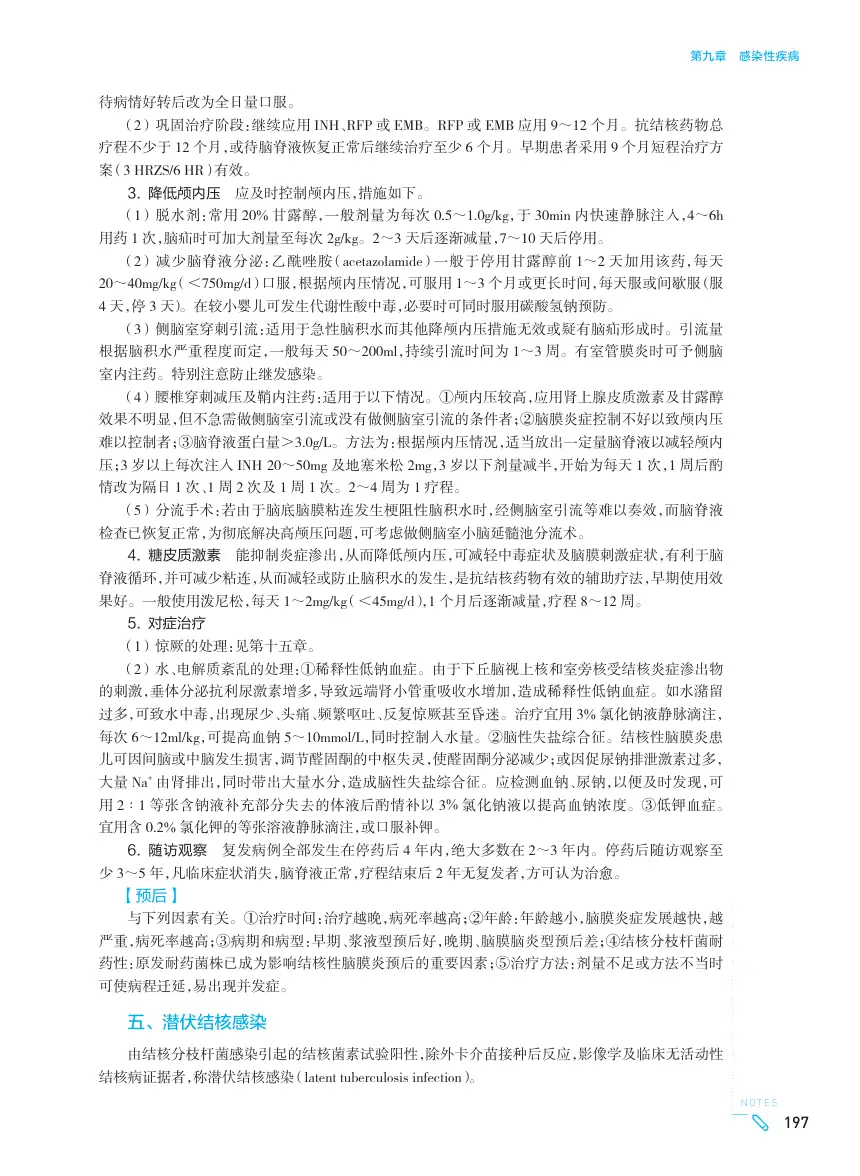 第九章 感染性疾病
待病情好转后改为全日量口服。
（2）巩固治疗阶段：继续应用 INH、RFP 或 EMB。RFP 或 EMB 应用 9～12 个月。抗结核药物总
疗程不少于 12 个月，或待脑脊液恢复正常后继续治疗至少 6 个月。早期患者采用 9 个月短程治疗方
案（3 HRZS/6 HR）有效。
3. 降低颅内压 应及时控制颅内压，措施如下。
（1）脱水剂：常用 20% 甘露醇，一般剂量为每次 0.5～1.0g/kg，于 30min 内快速静脉注入，4～6h
用药 1 次，脑疝时可加大剂量至每次 2g/kg。2～3 天后逐渐减量，7～10 天后停用。
（2）减少脑脊液分泌：乙酰唑胺（acetazolamide）一般于停用甘露醇前 1～2 天加用该药，每天
20～40mg/kg（＜750mg/d）口服，根据颅内压情况，可服用 1～3 个月或更长时间，每天服或间歇服（服
4 天，停 3 天）。在较小婴儿可发生代谢性酸中毒，必要时可同时服用碳酸氢钠预防。
（3）侧脑室穿刺引流：适用于急性脑积水而其他降颅内压措施无效或疑有脑疝形成时。引流量
根据脑积水严重程度而定，一般每天 50～200ml，持续引流时间为 1～3 周。有室管膜炎时可予侧脑
室内注药。特别注意防止继发感染。
（4）腰椎穿刺减压及鞘内注药：适用于以下情况。①颅内压较高，应用肾上腺皮质激素及甘露醇
效果不明显，但不急需做侧脑室引流或没有做侧脑室引流的条件者；②脑膜炎症控制不好以致颅内压
难以控制者；③脑脊液蛋白量＞3.0g/L。方法为：根据颅内压情况，适当放出一定量脑脊液以减轻颅内
压；3 岁以上每次注入 INH 20～50mg 及地塞米松 2mg，3 岁以下剂量减半，开始为每天 1 次，1 周后酌
情改为隔日 1 次、1 周 2 次及 1 周 1 次。2～4 周为 1 疗程。
（5）分流手术：若由于脑底脑膜粘连发生梗阻性脑积水时，经侧脑室引流等难以奏效，而脑脊液
检查已恢复正常，为彻底解决高颅压问题，可考虑做侧脑室小脑延髓池分流术。
4. 糖皮质激素 能抑制炎症渗出，从而降低颅内压，可减轻中毒症状及脑膜刺激症状，有利于脑
脊液循环，并可减少粘连，从而减轻或防止脑积水的发生，是抗结核药物有效的辅助疗法，早期使用效
果好。一般使用泼尼松，每天 1～2mg/kg（＜45mg/d），1 个月后逐渐减量，疗程 8～12 周。
5. 对症治疗
（1）惊厥的处理：见第十五章。
（2）水、电解质紊乱的处理：①稀释性低钠血症。由于下丘脑视上核和室旁核受结核炎症渗出物
的刺激，垂体分泌抗利尿激素增多，导致远端肾小管重吸收水增加，造成稀释性低钠血症。如水潴留
过多，可致水中毒，出现尿少、头痛、频繁呕吐、反复惊厥甚至昏迷。治疗宜用 3% 氯化钠液静脉滴注，
每次 6～12ml/kg，可提高血钠 5～10mmol/L，同时控制入水量。②脑性失盐综合征。结核性脑膜炎患
儿可因间脑或中脑发生损害，调节醛固酮的中枢失灵，使醛固酮分泌减少；或因促尿钠排泄激素过多，
大量 Na⁺ 由肾排出，同时带出大量水分，造成脑性失盐综合征。应检测血钠、尿钠，以便及时发现，可
用 2∶1 等张含钠液补充部分失去的体液后酌情补以 3% 氯化钠液以提高血钠浓度。③低钾血症。
宜用含 0.2% 氯化钾的等张溶液静脉滴注，或口服补钾。
6. 随访观察 复发病例全部发生在停药后 4 年内，绝大多数在 2～3 年内。停药后随访观察至
少 3～5 年，凡临床症状消失，脑脊液正常，疗程结束后 2 年无复发者，方可认为治愈。
【预后】
与下列因素有关。①治疗时间：治疗越晚，病死率越高；②年龄：年龄越小，脑膜炎症发展越快，越
严重，病死率越高；③病期和病型：早期、浆液型预后好，晚期、脑膜脑炎型预后差；④结核分枝杆菌耐
药性：原发耐药菌株已成为影响结核性脑膜炎预后的重要因素；⑤治疗方法：剂量不足或方法不当时
可使病程迁延，易出现并发症。
五、潜伏结核感染
由结核分枝杆菌感染引起的结核菌素试验阳性，除外卡介苗接种后反应，影像学及临床无活动性
结核病证据者，称潜伏结核感染（latent tuberculosis infection）。
NOTES
197